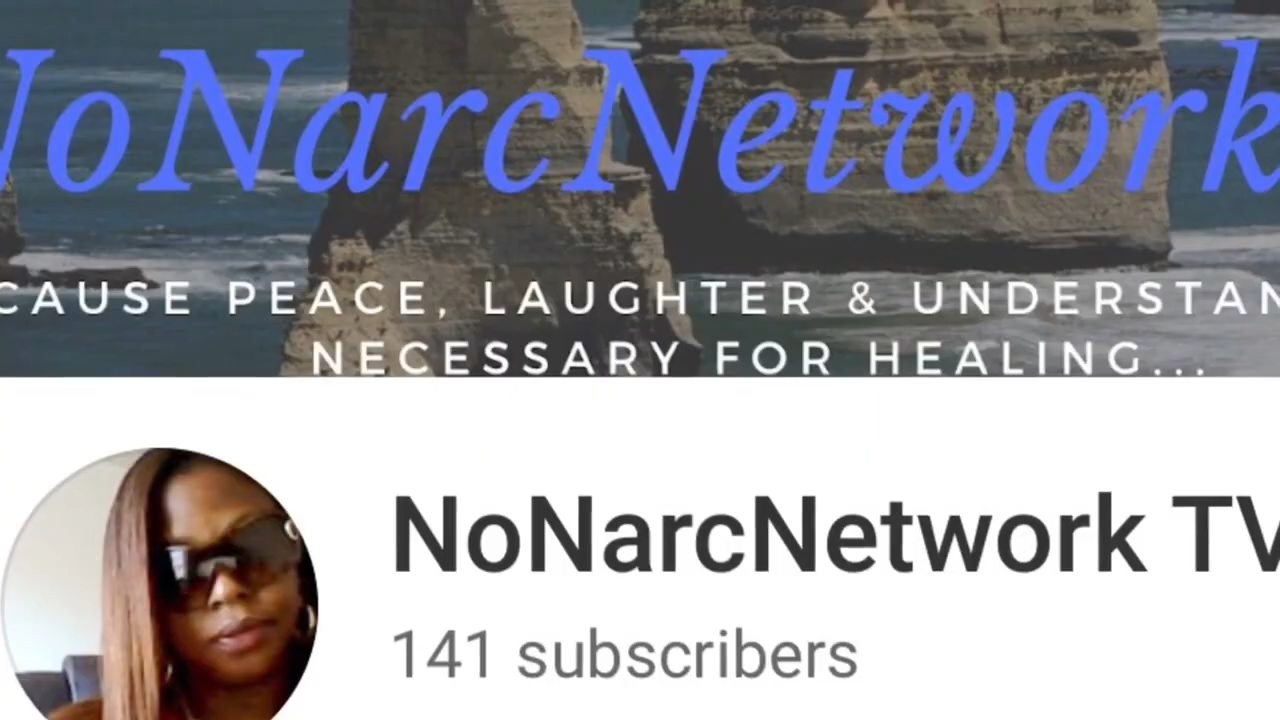 NoNarcNetwork
CAUSE PEACE, LAUGHTER & UNDERSTAN
NECESSARY FOR HEALING...
NoNarcNetwork TV
141 subscribers